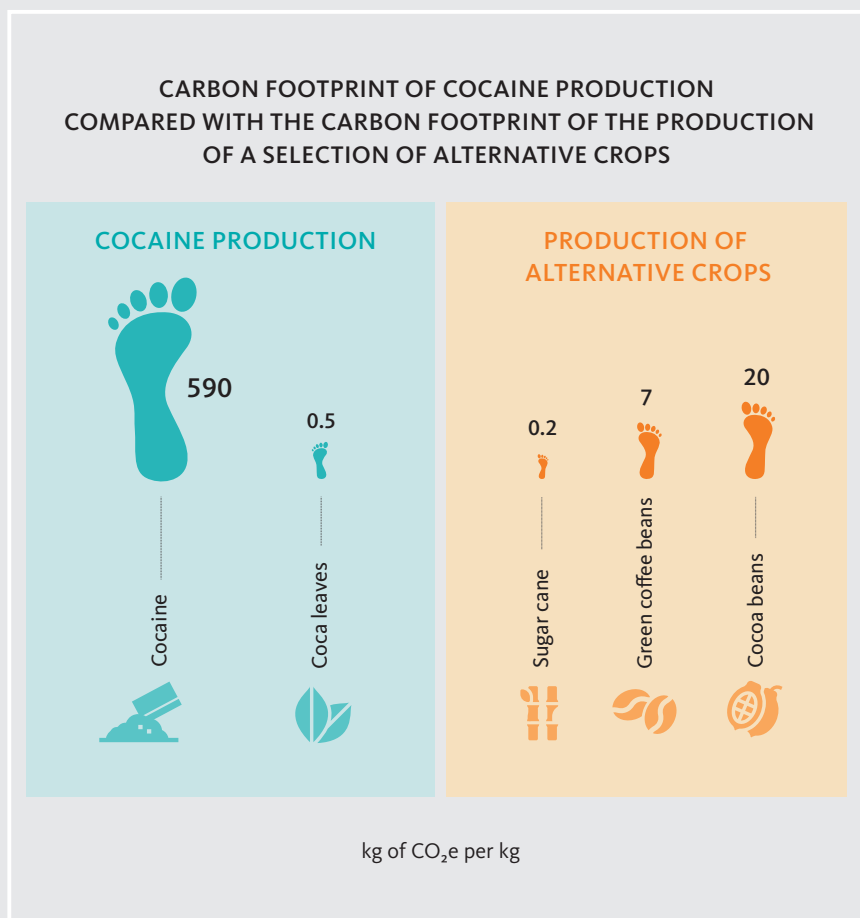 CARBON FOOTPRINT OF COCAINE PRODUCTION
COMPARED WITH THE CARBON FOOTPRINT OF THE PRODUCTION
OF A SELECTION OF ALTERNATIVE CROPS
COCAINE PRODUCTION
590
0.5
Cocaine
Coca leaves
PRODUCTION OF
ALTERNATIVE CROPS
0.2
7
20
Sugar cane
Green coffee beans
Cocoa beans
kg of CO₂e per kg